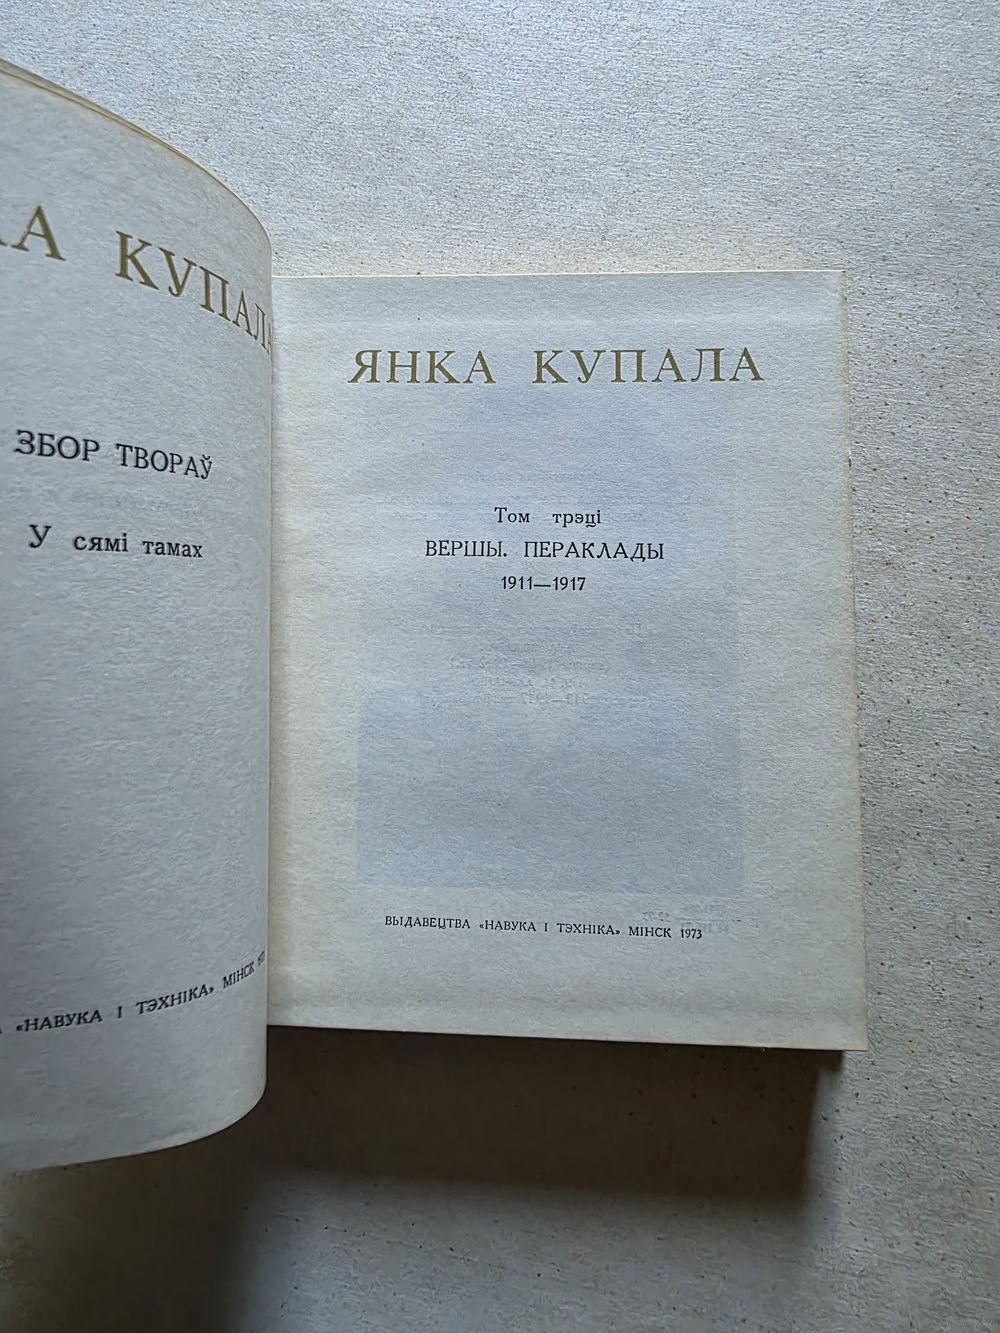 КУПАЛА
ЗБОР ТВОРАЎ
У сямі тамах
«НАВУКА І ТЭХНІКА» МІНСК
ЯНКА КУПАЛА
Том трэці
ВЕРШЫ. ПЕРАКЛАДЫ
1911—1917
ВЫДАВЕЦТВА «НАВУКА І ТЭХНІКА» МІНСК 1973